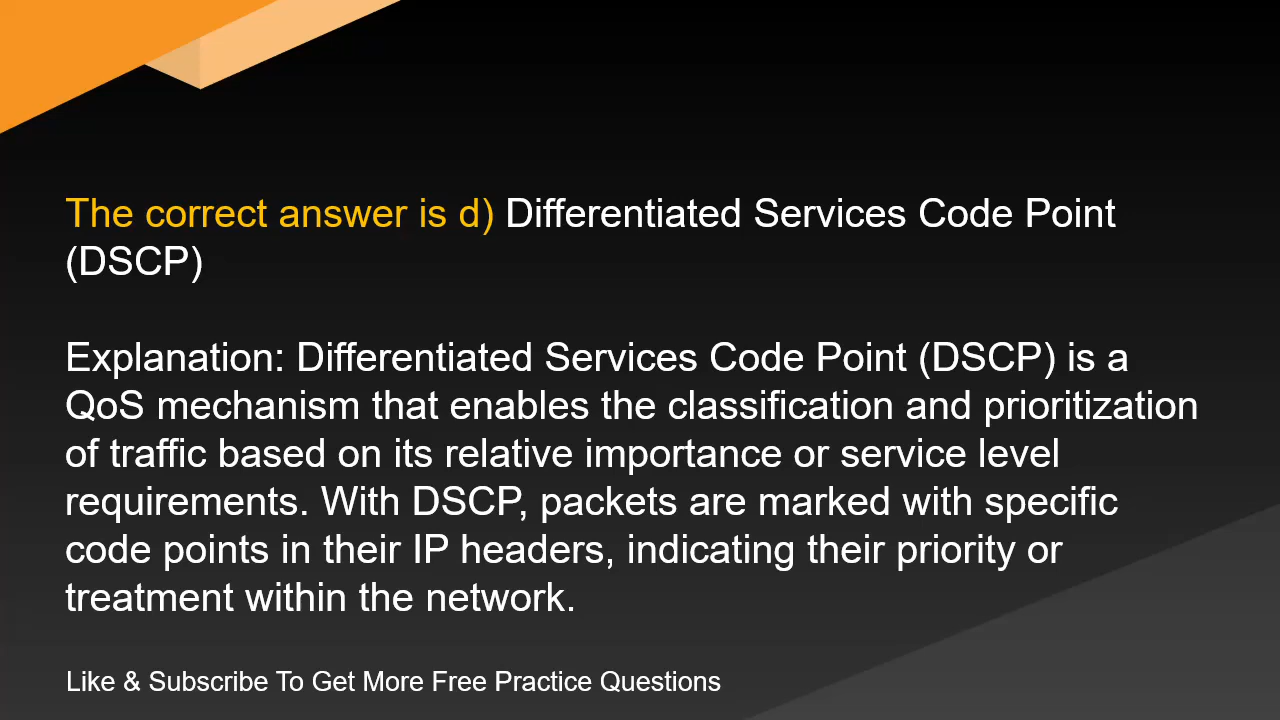 The correct answer is d) Differentiated Services Code Point
(DSCP)
Explanation: Differentiated Services Code Point (DSCP) is a
QoS mechanism that enables the classification and prioritization
of traffic based on its relative importance or service level
requirements. With DSCP, packets are marked with specific
code points in their IP headers, indicating their priority or
treatment within the network.
Like & Subscribe To Get More Free Practice Questions